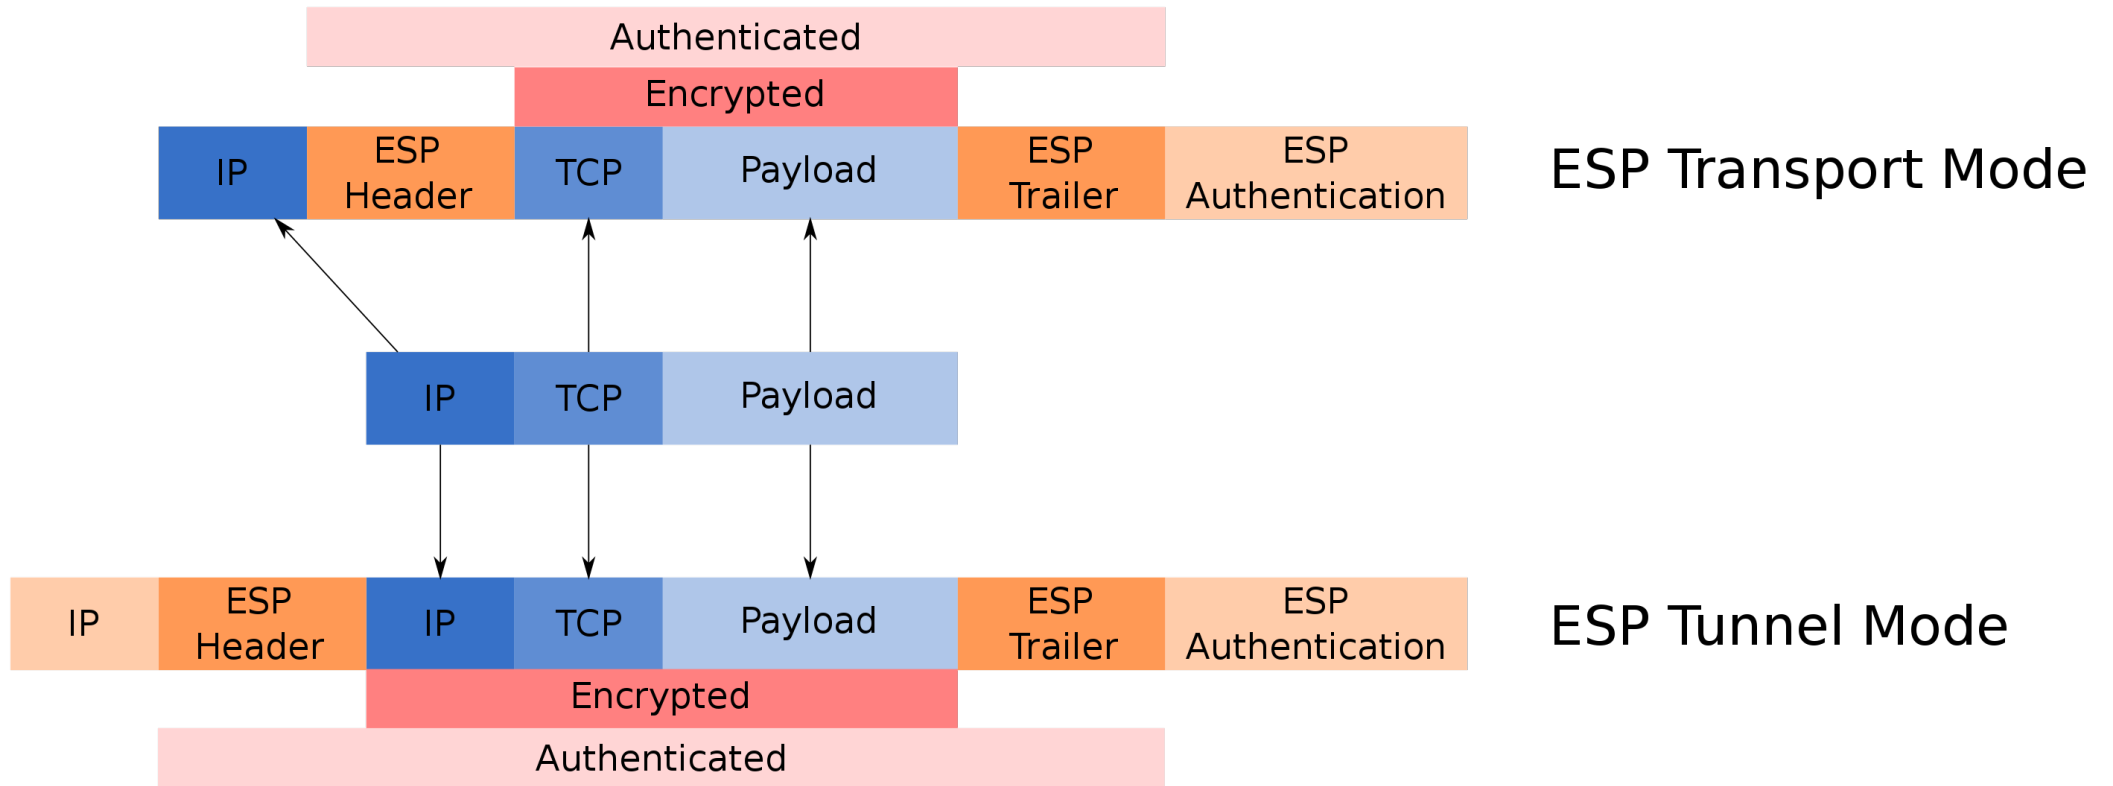 Authenticated
Encrypted
IP
ESP
Header
TCP
Payload
ESP
Trailer
ESP
Authentication
ESP Transport Mode
IP
TCP
Payload
IP
ESP
Header
IP
TCP
Payload
ESP
Trailer
ESP
Authentication
ESP Tunnel Mode
Encrypted
Authenticated